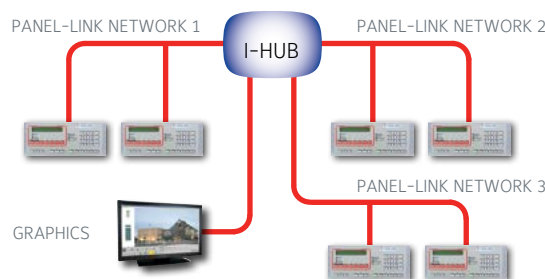 PANEL-LINK NETWORK 1
PANEL-LINK NETWORK 2
I-HUB
PANEL-LINK NETWORK 3
GRAPHICS